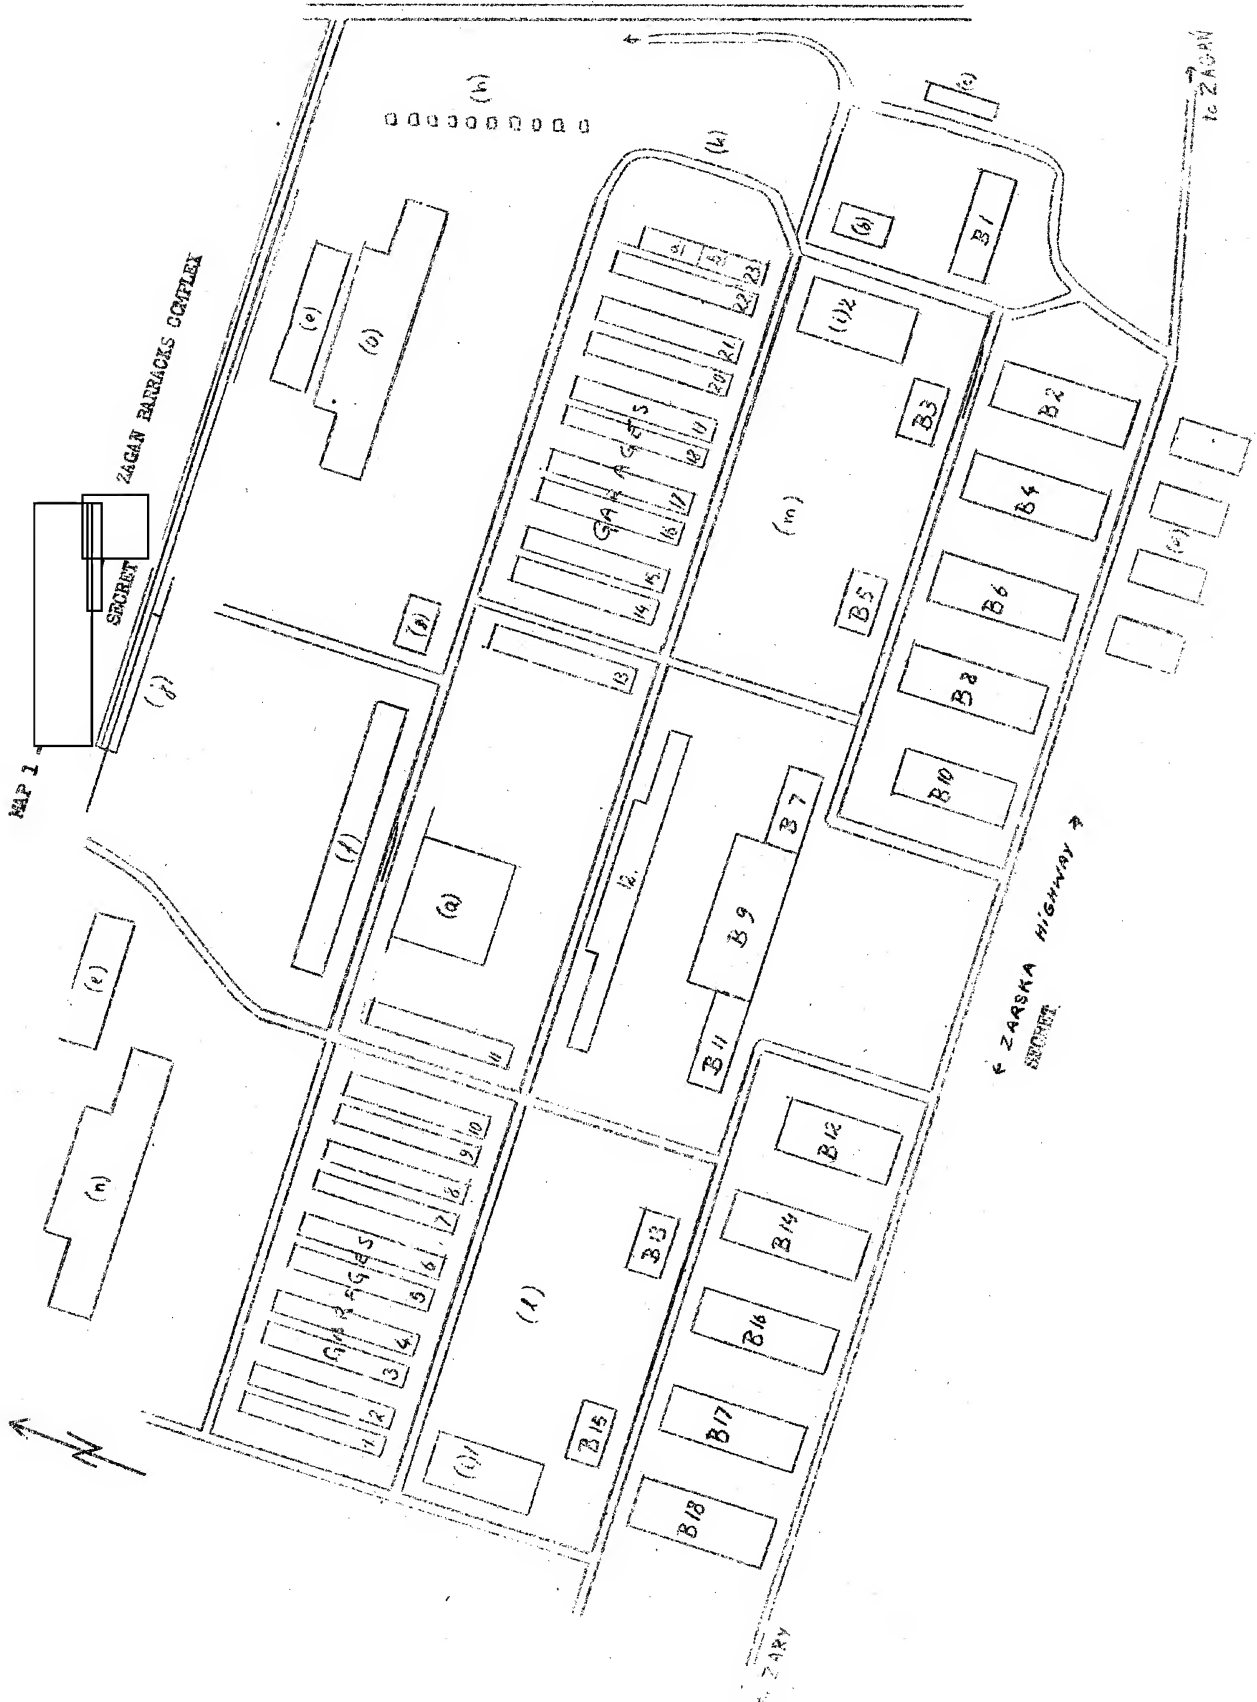 MAP 1
SECRET
ZAGAN BARRACKS COMPLEX
(j)
(h)
(e)
(o)
(g)
(k)
(c)
to ZAGAN
(b)
B1
(i)2
GARAGES
14
15
16
17
18
20
21
22
23
13
(m)
B3
B5
B2
B4
B6
B8
B10
(f)
(a)
12.
B7
B9
B11
11
(e)
(n)
GARAGES
1
2
3
4
5
6
7
8
9
10
(l)
(i)1
B13
B15
B12
B14
B16
B17
B18
← ZARSKA HIGHWAY →
SECRET
N
ZARY